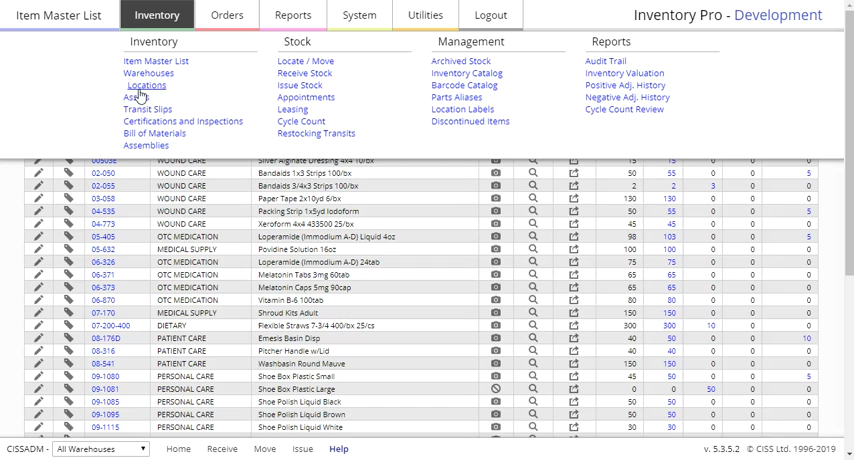 Item Master List Inventory Orders Reports System Utilities Logout Inventory Pro - Development
Inventory Stock Management Reports
Item Master List Locate / Move Archived Stock Audit Trail
Warehouses Receive Stock Inventory Catalog Inventory Valuation
Locations Issue Stock Barcode Catalog Positive Adj. History
Appointments Parts Aliases Negative Adj. History
Transit Slips Leasing Location Labels Cycle Count Review
Certifications and Inspections Cycle Count Discontinued Items
Bill of Materials Restocking Transits
Assemblies
00503E WOUND CARE Silver Alginate Dressing 4x4 10/bx 15 15 0 0 0
02-050 WOUND CARE Bandaids 1x3 Strips 100/bx 50 55 0 0 5
02-055 WOUND CARE Bandaids 3/4x3 Strips 100/bx 2 2 3 0 0
03-058 WOUND CARE Paper Tape 2x10yd 6/bx 130 130 0 0 0
04-535 WOUND CARE Packing Strip 1x5yd Iodoform 50 55 0 0 5
04-773 WOUND CARE Xeroform 4x4 433500 25/bx 45 45 0 0 0
05-405 OTC MEDICATION Loperamide (Immodium A-D) Liquid 4oz 98 103 0 0 5
05-632 MEDICAL SUPPLY Povidine Solution 16oz 100 100 0 0 0
06-326 OTC MEDICATION Loperamide (Immodium A-D) 24tab 75 75 0 0 0
06-371 OTC MEDICATION Melatonin Tabs 3mg 60tab 65 65 0 0 0
06-373 OTC MEDICATION Melatonin Caps 5mg 90cap 65 65 0 0 0
06-870 OTC MEDICATION Vitamin B-6 100tab 80 80 0 0 0
07-170 MEDICAL SUPPLY Shroud Kits Adult 150 150 0 0 0
07-200-400 DIETARY Flexible Straws 7-3/4 400/bx 25/cs 300 300 10 0 0
08-176D PATIENT CARE Emesis Basin Disp 40 50 0 0 10
08-316 PATIENT CARE Pitcher Handle w/Lid 40 40 0 0 0
08-541 PATIENT CARE Washbasin Round Mauve 150 150 0 0 0
09-1080 PERSONAL CARE Shoe Box Plastic Small 45 50 0 0 5
09-1081 PERSONAL CARE Shoe Box Plastic Large 0 0 50 0 0
09-1085 PERSONAL CARE Shoe Polish Liquid Black 50 50 0 0 0
09-1095 PERSONAL CARE Shoe Polish Liquid Brown 50 50 0 0 0
09-1115 PERSONAL CARE Shoe Polish Liquid White 30 30 0 0 0
CISSADM - All Warehouses Home Receive Move Issue Help v. 5.3.5.2 © CISS Ltd. 1996-2019